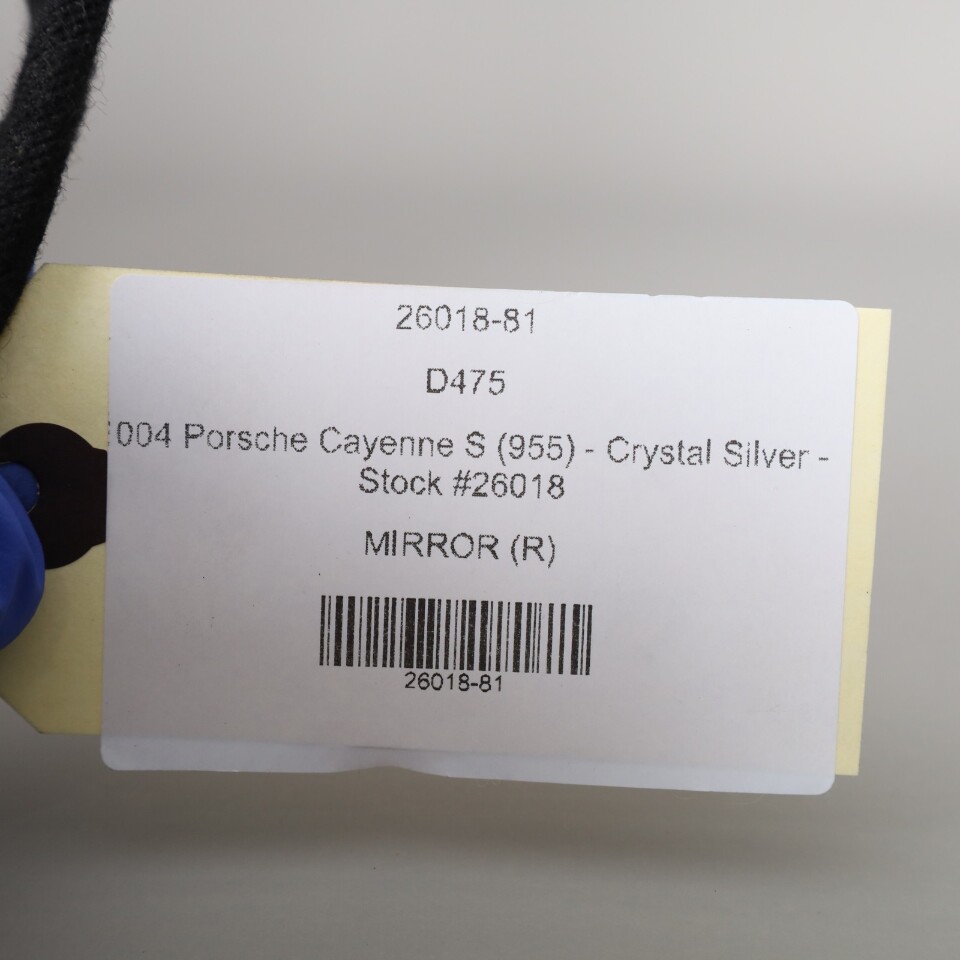 26018-81
D475
004 Porsche Cayenne S (955) - Crystal Silver -
Stock #26018
MIRROR (R)
26018-81